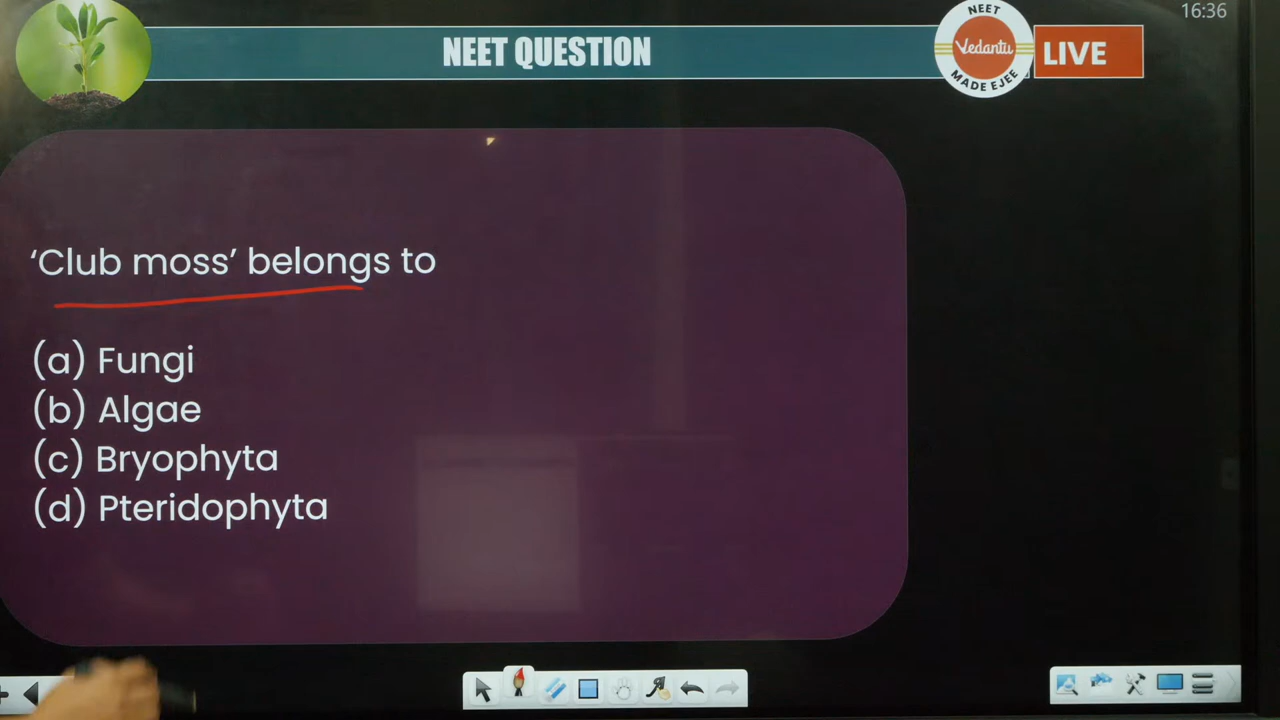 NEET QUESTION
NEET
Vedantu
MADE EJEE
LIVE
16:36
‘Club moss’ belongs to
(a) Fungi
(b) Algae
(c) Bryophyta
(d) Pteridophyta